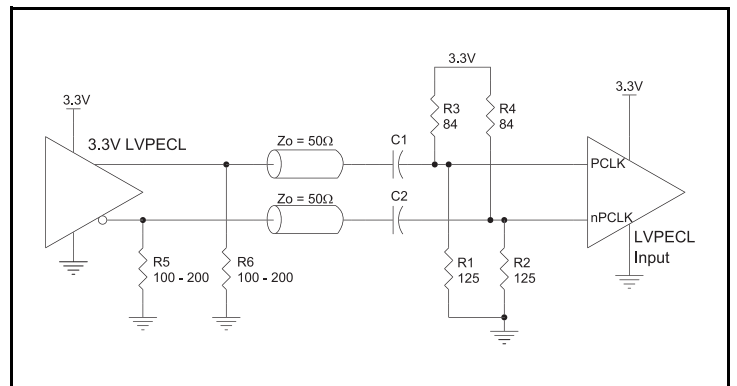 3.3V
3.3V LVPECL
R5
100 - 200
R6
100 - 200
Zo = 50Ω
Zo = 50Ω
C1
C2
3.3V
R3
84
R4
84
R1
125
R2
125
3.3V
PCLK
nPCLK
LVPECL
Input